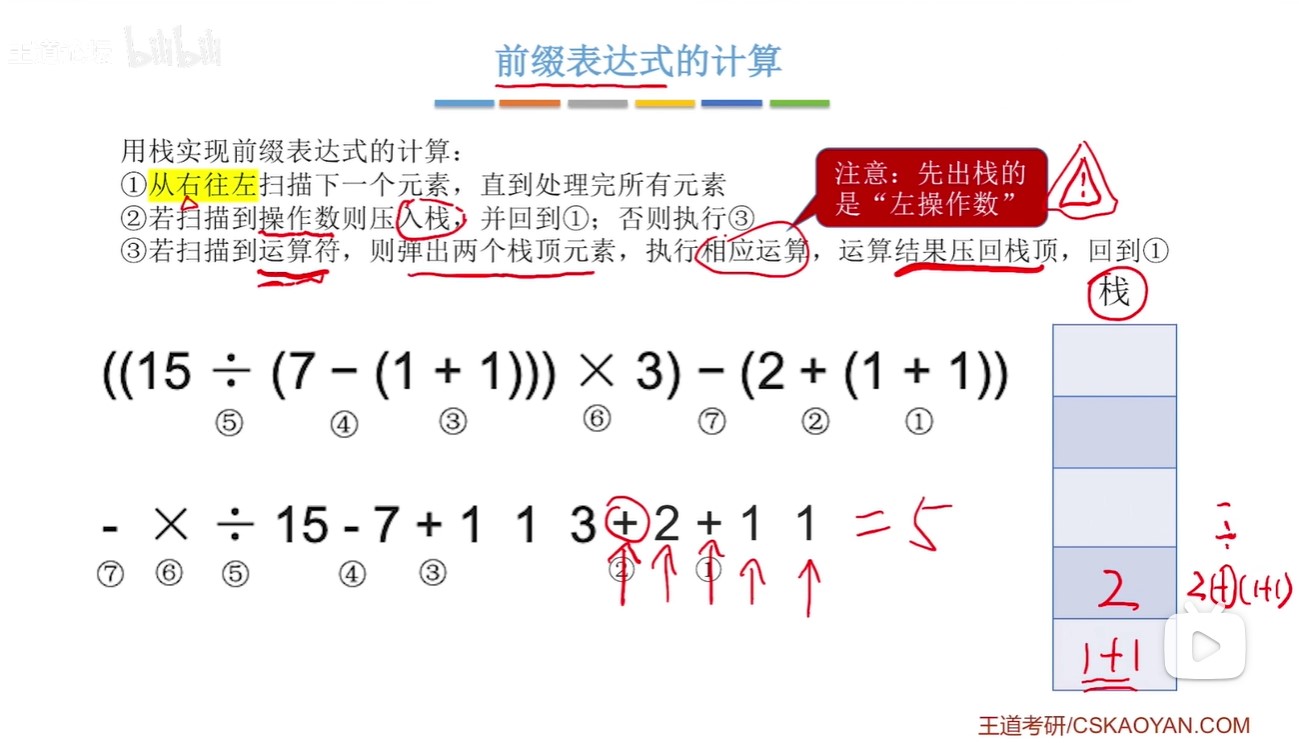 王道论坛 bilibili
前缀表达式的计算
用栈实现前缀表达式的计算：
①从右往左扫描下一个元素，直到处理完所有元素
②若扫描到操作数则压入栈，并回到①；否则执行③
③若扫描到运算符，则弹出两个栈顶元素，执行相应运算，运算结果压回栈顶，回到①
注意：先出栈的
是“左操作数”
!
栈
((15 ÷ (7 − (1 + 1))) × 3) − (2 + (1 + 1))
⑤ ④ ③ ⑥ ⑦ ② ①
- × ÷ 15 - 7 + 1 1 3 + 2 + 1 1 = 5
⑦ ⑥ ⑤ ④ ③ ② ①
- ÷
2 2+(1+1)
1+1
王道考研/CSKAOYAN.COM